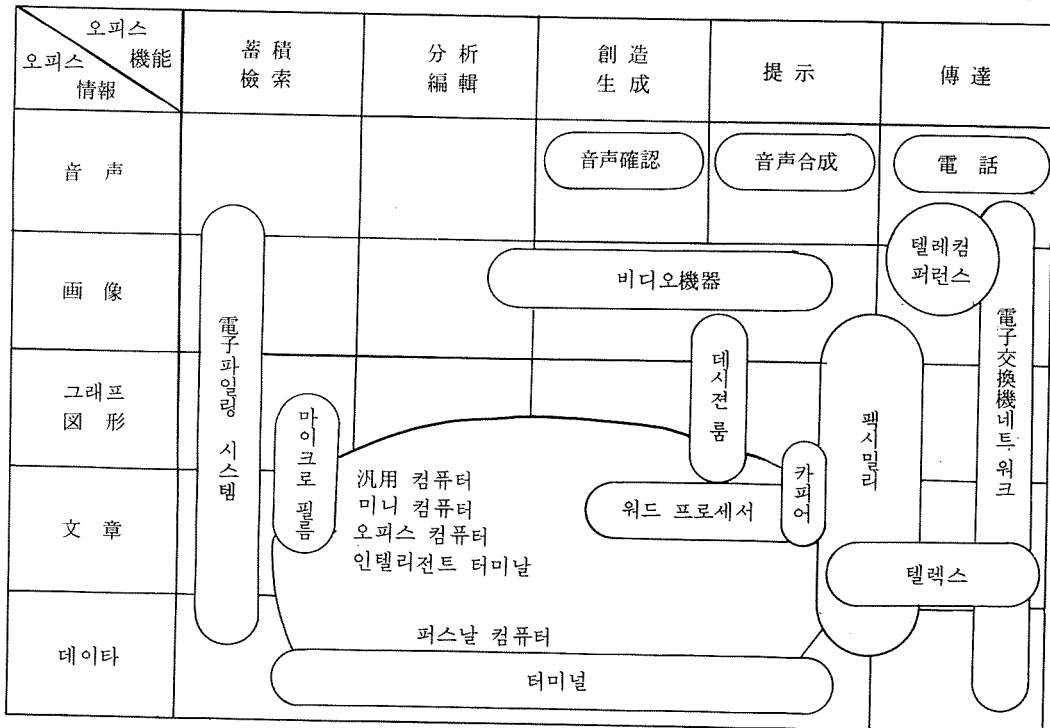 오피스
機能
오피스
情報
蓄積
檢索
分析
編輯
創造
生成
提示
傳達
音声
音声確認
音声合成
電話
画像
비디오機器
텔레컴
퍼런스
電子파일링 시스템
電子交換機네트워크
그래프
図形
마이크로 필름
데시젼 룸
팩시밀리
카피어
文章
汎用 컴퓨터
미니 컴퓨터
오피스 컴퓨터
인텔리전트 터미날
워드 프로세서
텔렉스
데이타
퍼스날 컴퓨터
터미널